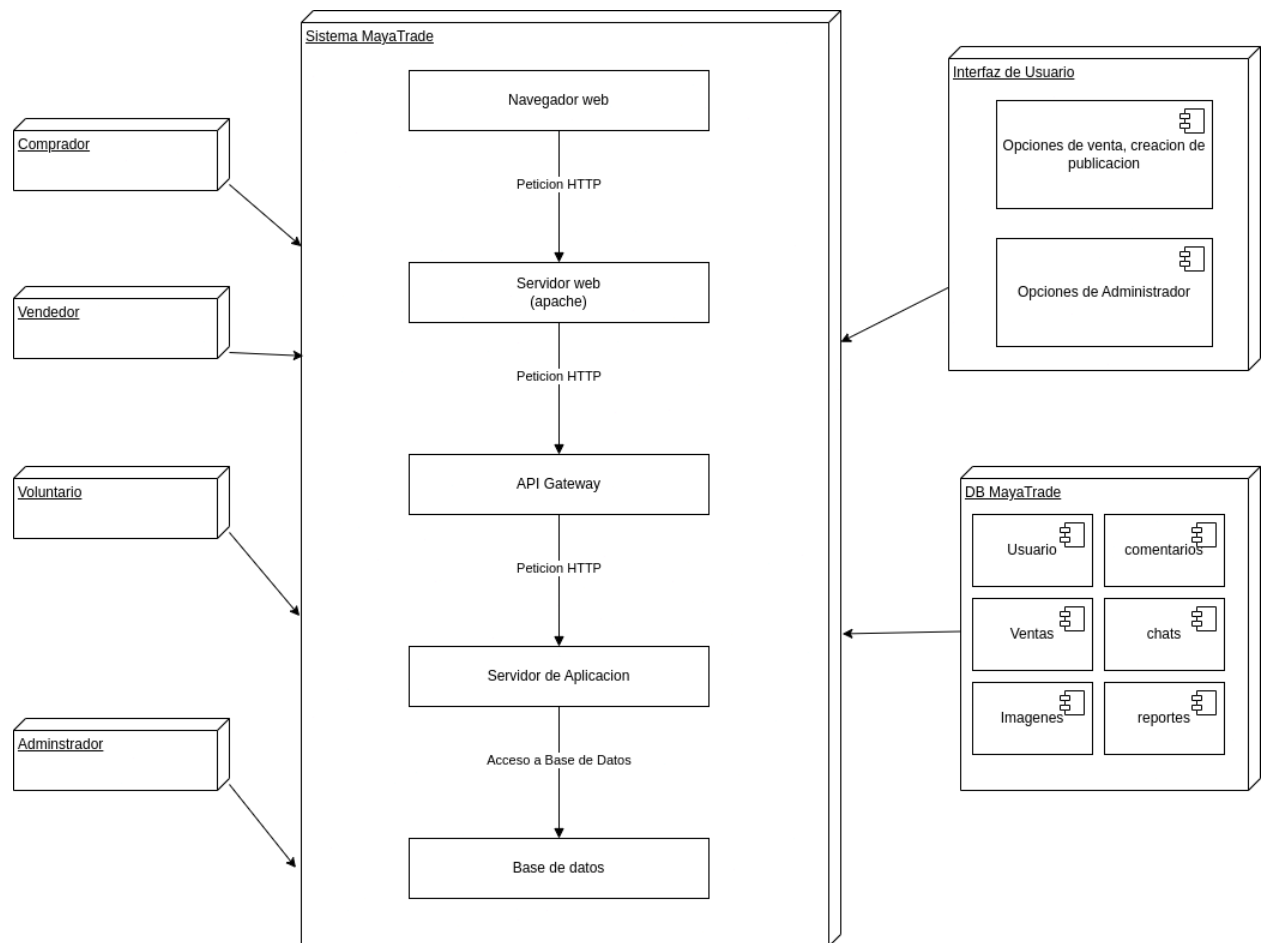 Sistema MayaTrade
Navegador web
Peticion HTTP
Servidor web
(apache)
Peticion HTTP
API Gateway
Peticion HTTP
Servidor de Aplicacion
Acceso a Base de Datos
Base de datos
Comprador
Vendedor
Voluntario
Adminstrador
Interfaz de Usuario
Opciones de venta, creacion de
publicacion
Opciones de Administrador
DB MayaTrade
Usuario
comentarios
Ventas
chats
Imagenes
reportes